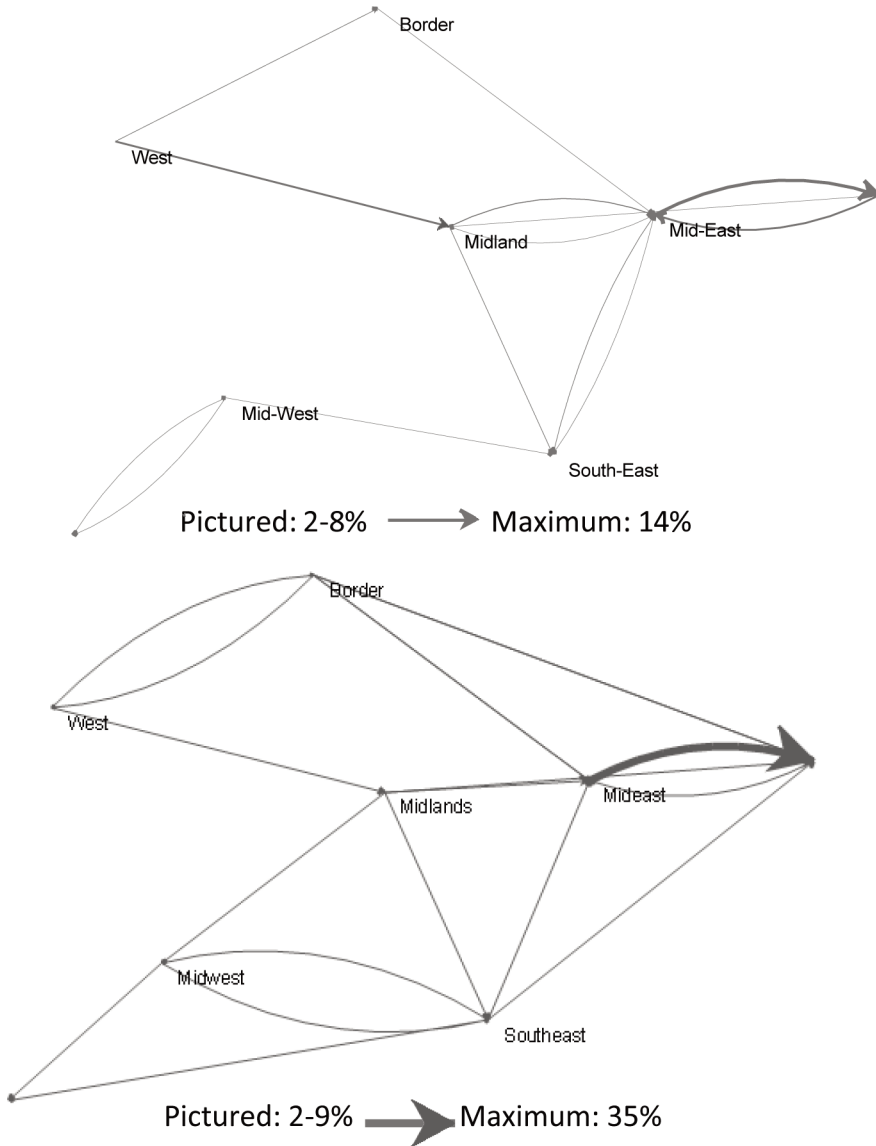 Border
West
Midland
Mid-East
Mid-West
South-East
Pictured: 2-8% Maximum: 14%
Border
West
Midlands
Mideast
Midwest
Southeast
Pictured: 2-9% Maximum: 35%